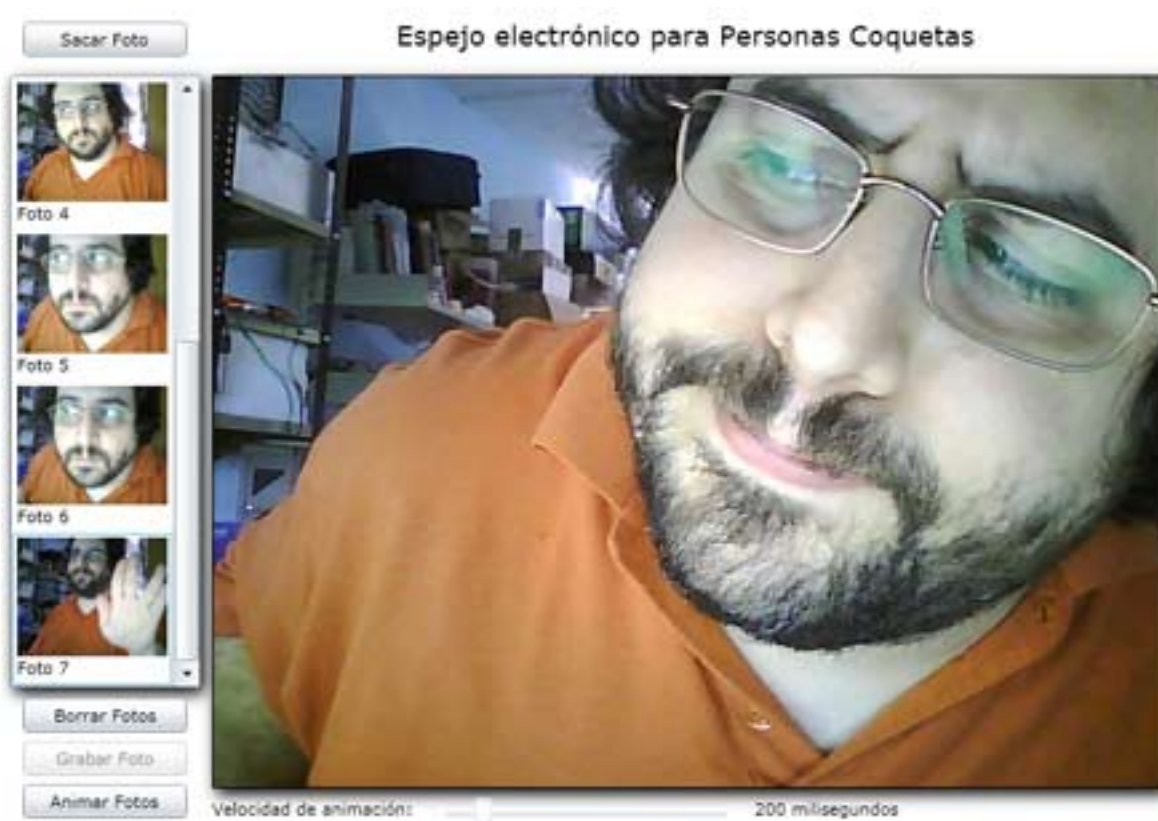 Sacar Foto
Espejo electrónico para Personas Coquetas
Foto 4
Foto 5
Foto 6
Foto 7
Borrar Fotos
Grabar Foto
Animar Fotos
Velocidad de animación:
200 milisegundos